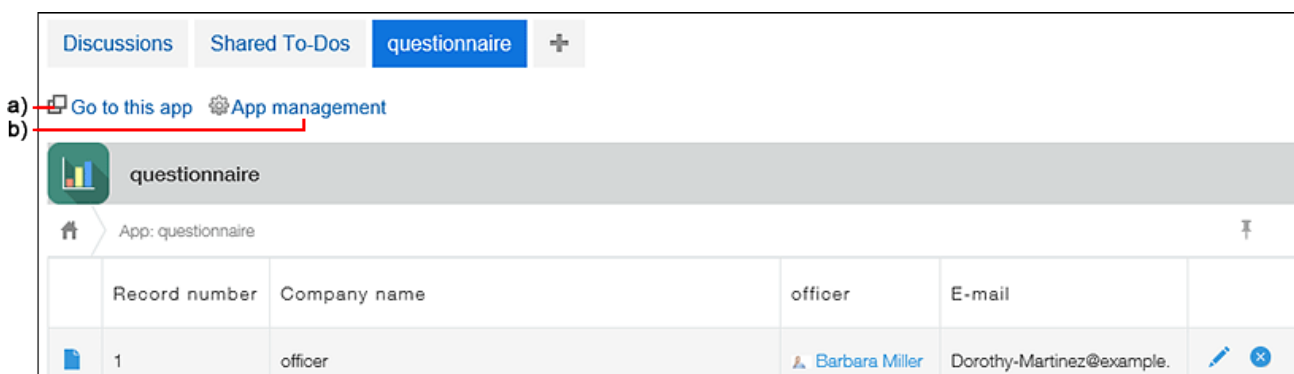 Discussions Shared To-Dos questionnaire
a) Go to this app App management
b)
questionnaire
App: questionnaire
Record number Company name officer E-mail
1 officer Barbara Miller Dorothy-Martinez@example.